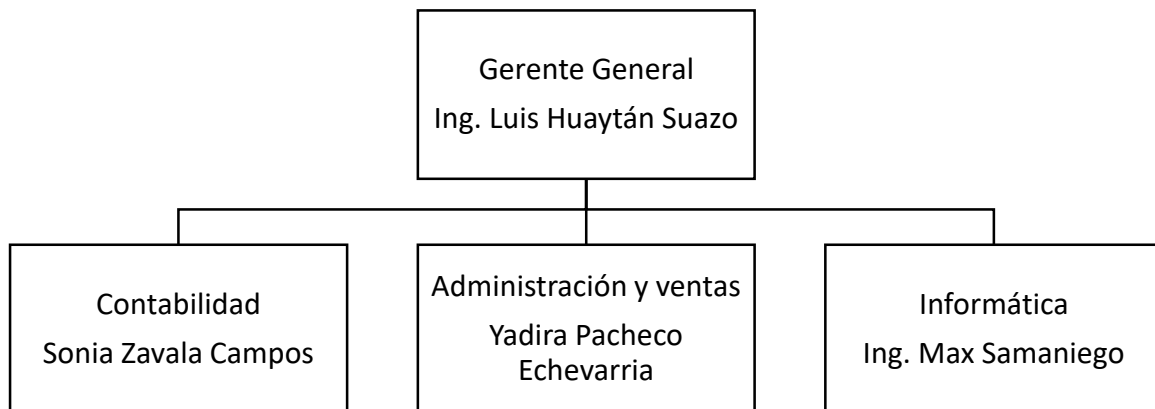 Gerente General
Ing. Luis Huaytán Suazo
Contabilidad
Sonia Zavala Campos
Administración y ventas
Yadira Pacheco
Echevarria
Informática
Ing. Max Samaniego